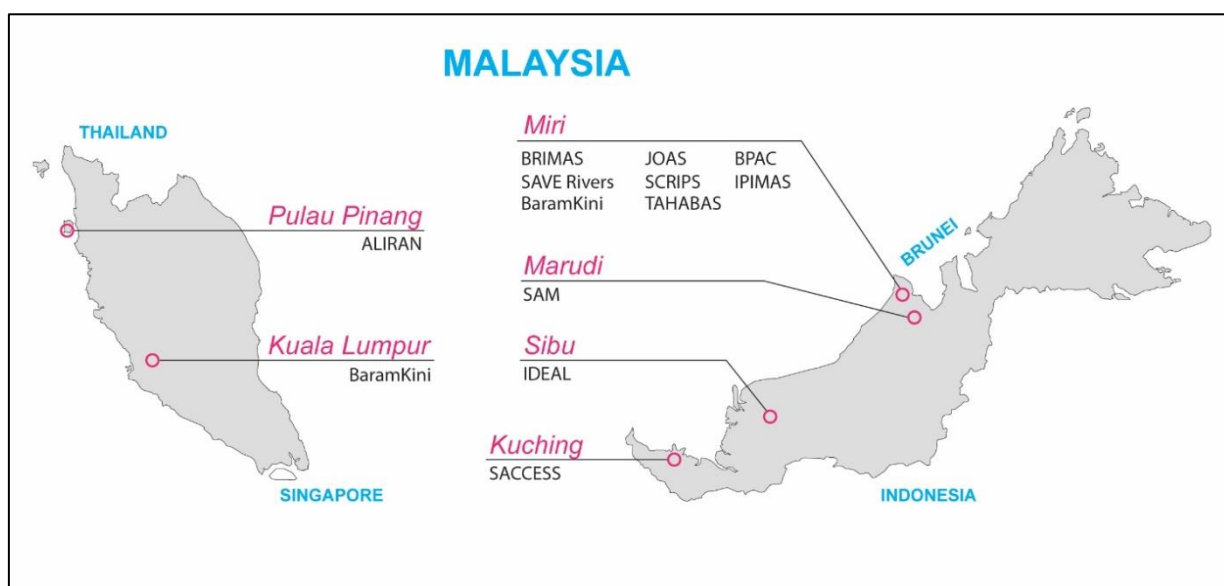 MALAYSIA
THAILAND
Pulau Pinang
ALIRAN
Kuala Lumpur
BaramKini
SINGAPORE
Miri
BRIMAS JOAS BPAC
SAVE Rivers SCRIPS IPIMAS
BaramKini TAHABAS
BRUNEI
Marudi
SAM
Sibu
IDEAL
Kuching
SACCESS
INDONESIA